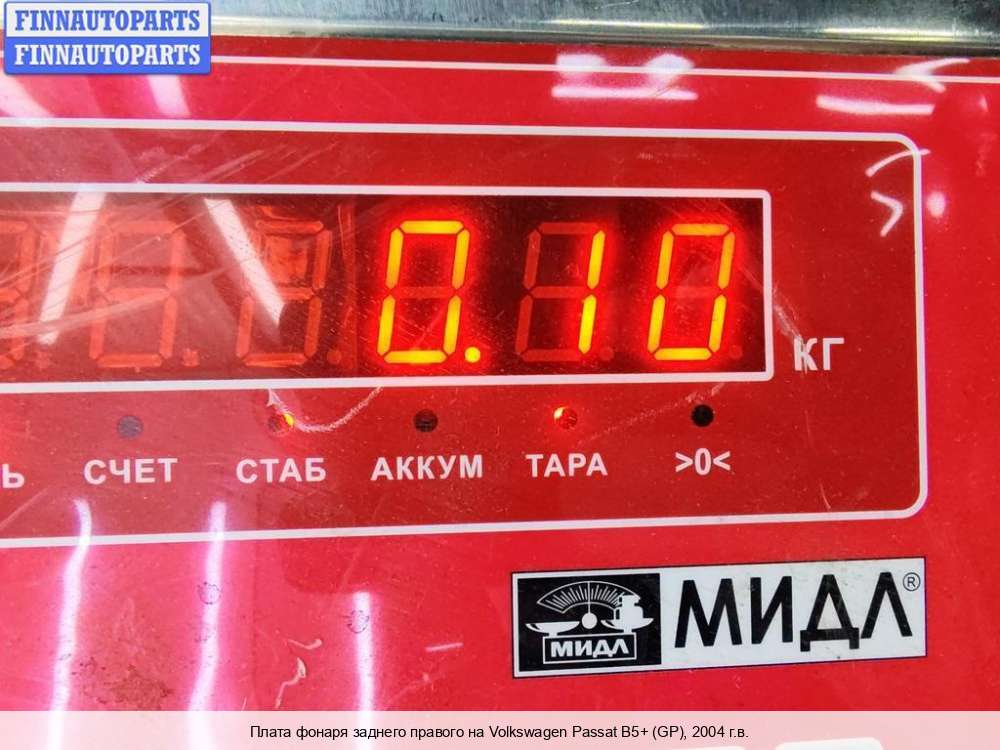 FINNAUTOPARTS
FINNAUTOPARTS
0.10
КГ
Ь СЧЕТ СТАБ АККУМ ТАРА >0<
МИДЛ
МИДЛ®
Плата фонаря заднего правого на Volkswagen Passat B5+ (GP), 2004 г.в.